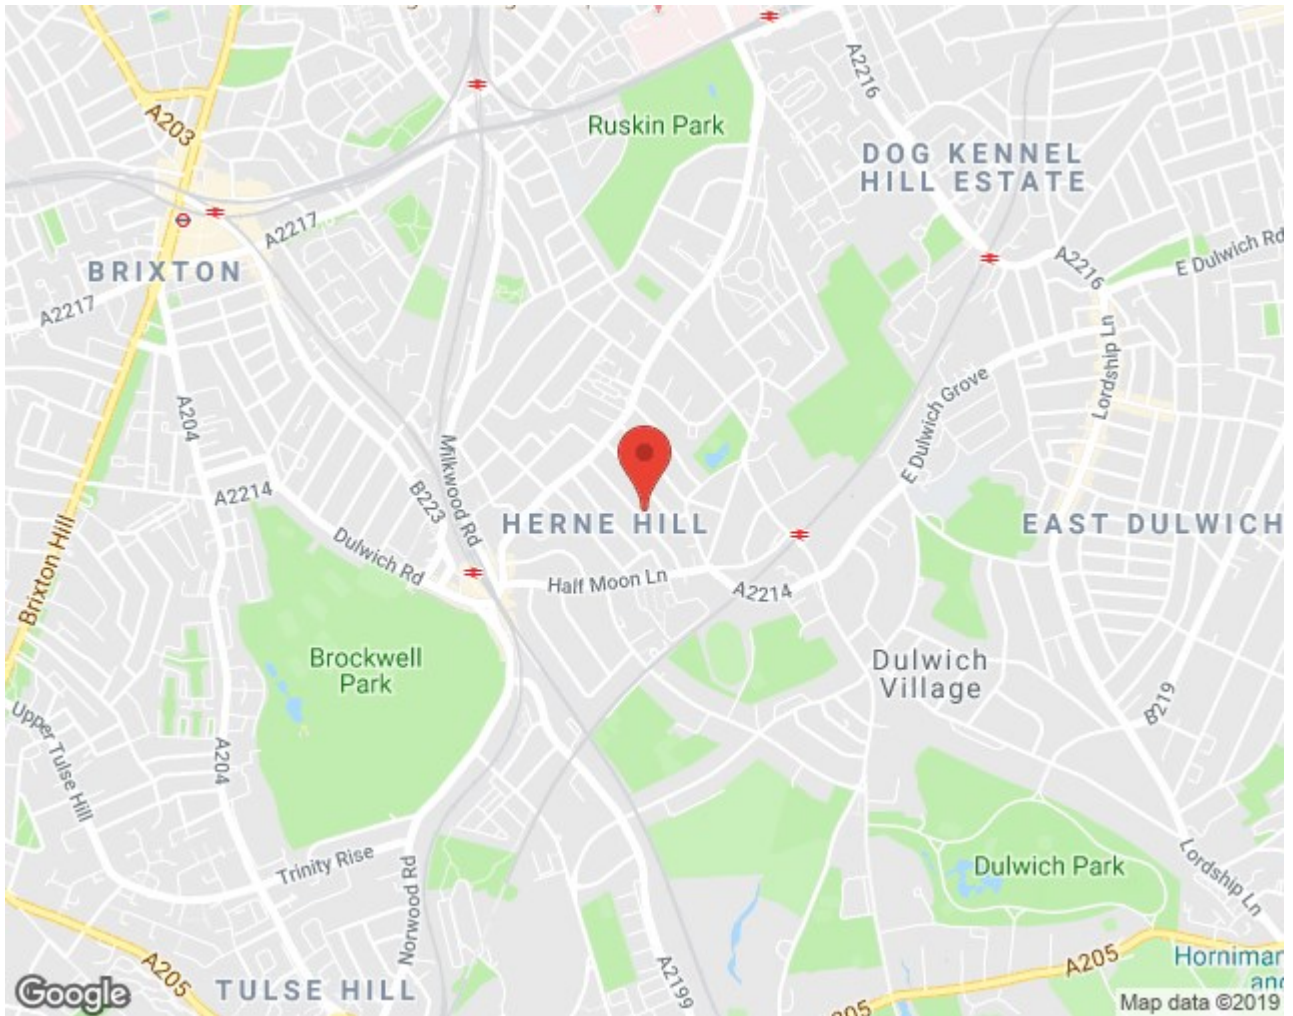 A2216
A203
Ruskin Park
DOG KENNEL
HILL ESTATE
A2217
BRIXTON
A2216
E Dulwich Rd
A2217
Lordship Ln
A204
E Dulwich Grove
Milkwood Rd
B223
A2214
HERNE HILL
EAST DULWICH
Brixton Hill
Dulwich Rd
Half Moon Ln
A2214
Brockwell
Park
Dulwich
Village
B219
Upper Tulse Hill
A204
Trinity Rise
Norwood Rd
Dulwich Park
Lordship Ln
A205
A205
Horniman
and
A2199
TULSE HILL
Google
Map data ©2019